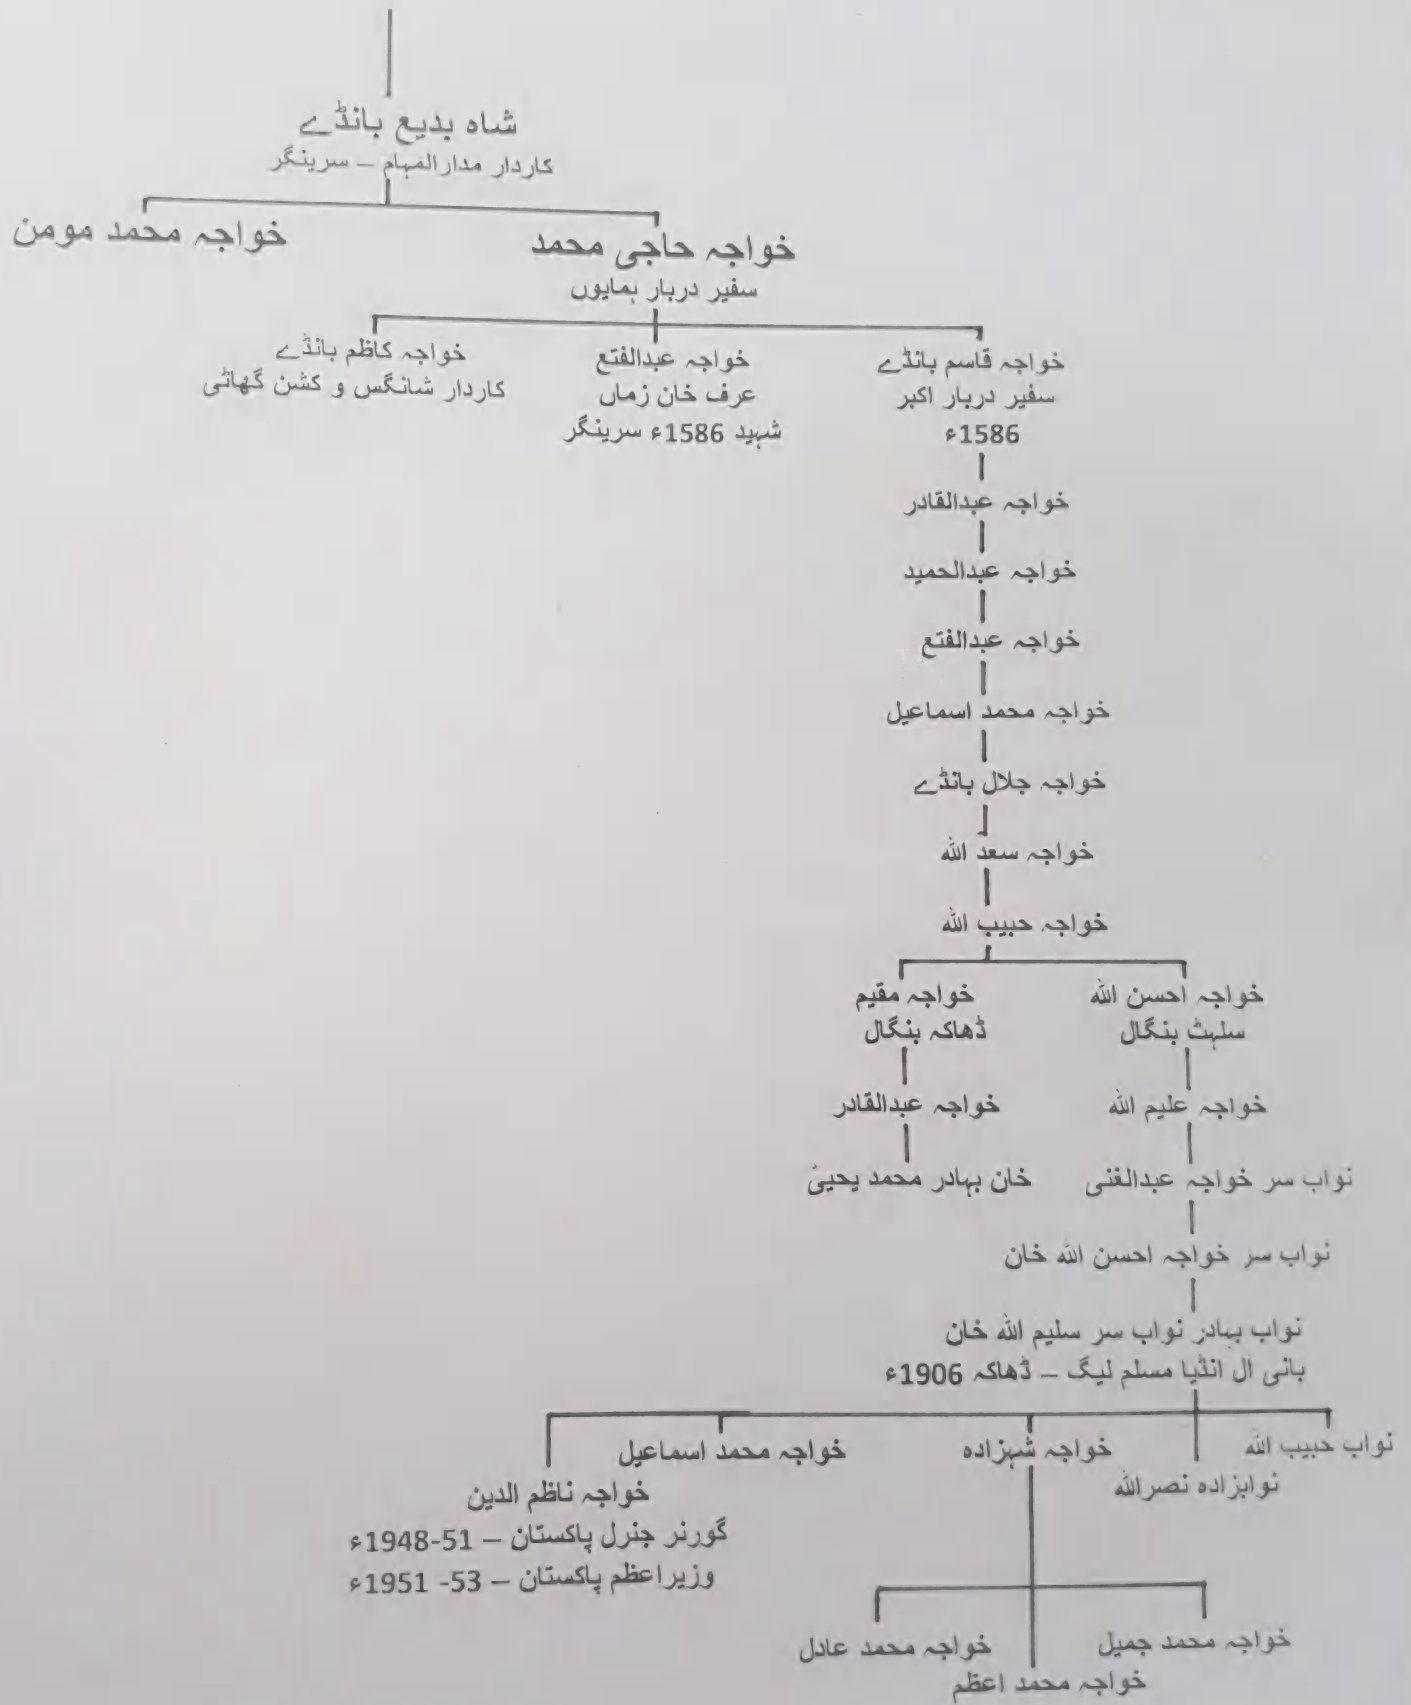 شاہ بدیع بانڈے
کاردار مدارالمہام – سرینگر
خواجہ حاجی محمد
سفیر دربار ہمایوں
خواجہ محمد مومن
خواجہ قاسم بانڈے
سفیر دربار اکبر
1586ء
خواجہ عبدالفتع
عرف خان زماں
شہید 1586ء سرینگر
خواجہ کاظم بانڈے
کاردار شانگس و کشن گھاٹی
خواجہ عبدالقادر
خواجہ عبدالحمید
خواجہ عبدالفتع
خواجہ محمد اسماعیل
خواجہ جلال بانڈے
خواجہ سعد اللہ
خواجہ حبیب اللہ
خواجہ احسن اللہ
سلہٹ بنگال
خواجہ مقیم
ڈھاکہ بنگال
خواجہ علیم اللہ
خواجہ عبدالقادر
نواب سر خواجہ عبدالغنی
خان بہادر محمد یحییٰ
نواب سر خواجہ احسن اللہ خان
نواب بہادر نواب سر سلیم اللہ خان
بانی آل انڈیا مسلم لیگ – ڈھاکہ 1906ء
نواب حبیب اللہ
نوابزادہ نصراللہ
خواجہ شہزادہ
خواجہ محمد اسماعیل
خواجہ ناظم الدین
گورنر جنرل پاکستان – 51-1948ء
وزیراعظم پاکستان – 53- 1951ء
خواجہ محمد جمیل
خواجہ محمد عادل
خواجہ محمد اعظم